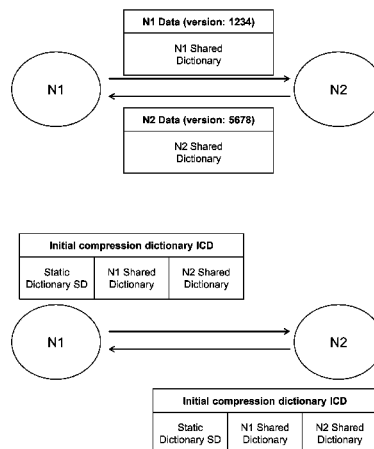 N1 Data (version: 1234)
N1 Shared
Dictionary
N1
N2
N2 Data (version: 5678)
N2 Shared
Dictionary
Initial compression dictionary ICD
Static
Dictionary SD
N1 Shared
Dictionary
N2 Shared
Dictionary
N1
N2
Initial compression dictionary ICD
Static
Dictionary SD
N1 Shared
Dictionary
N2 Shared
Dictionary